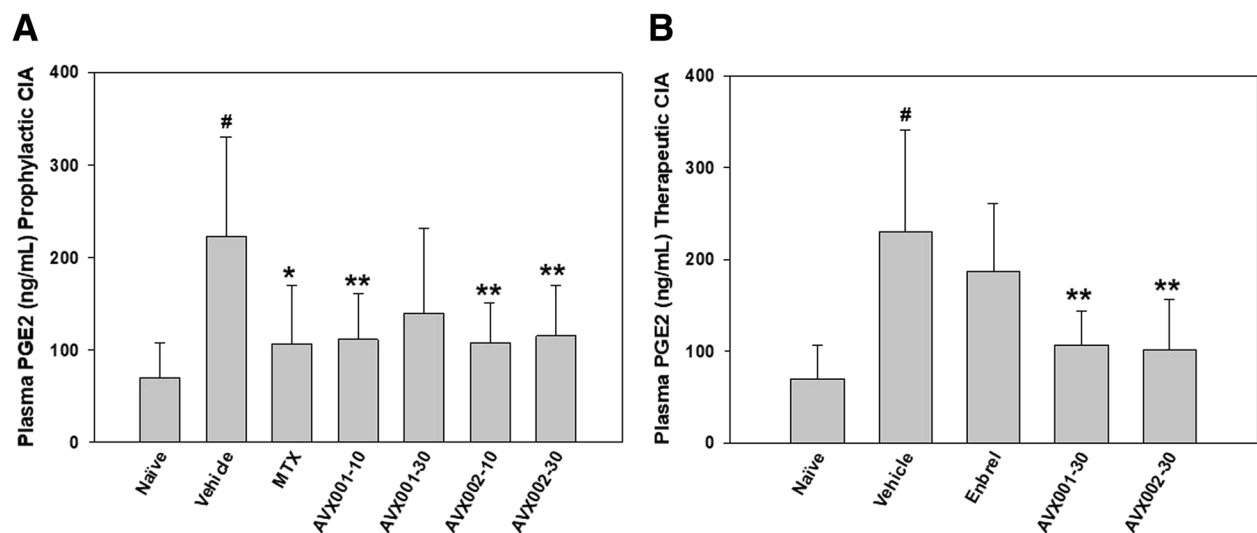 A
Plasma PGE2 (ng/mL) Prophylactic CIA
400
300
200
100
0
#
*
**
**
**
Naïve
Vehicle
MTX
AVX001-10
AVX001-30
AVX002-10
AVX002-30
B
Plasma PGE2 (ng/mL) Therapeutic CIA
400
300
200
100
0
#
**
**
Naïve
Vehicle
Enbrel
AVX001-30
AVX002-30